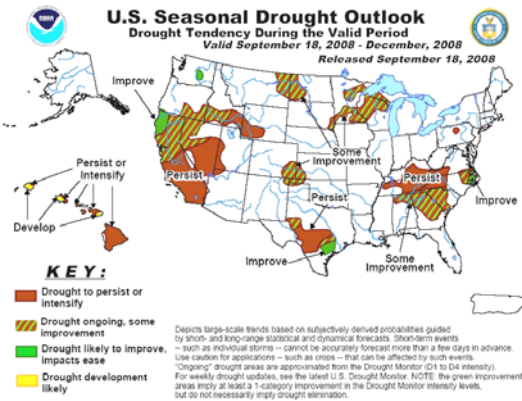 U.S. Seasonal Drought Outlook
Drought Tendency During the Valid Period
Valid September 18, 2008 - December, 2008
Released September 18, 2008
Improve
Some
Improvement
Persist or
Intensify
Persist
Persist
Persist
Develop
Improve
Improve
Some
Improvement
KEY:
Drought to persist or
intensify
Drought ongoing, some
improvement
Drought likely to improve,
impacts ease
Drought development
likely
Depicts large-scale trends based on subjectively derived probabilities guided
by short- and long-range statistical and dynamical forecasts. Short-term events
-- such as individual storms -- cannot be accurately forecast more than a few days in advance.
Use caution for applications -- such as crops -- that can be affected by such events.
"Ongoing" drought areas are approximated from the Drought Monitor (D1 to D4 intensity).
For weekly drought updates, see the latest U.S. Drought Monitor. NOTE: the green improvement
areas imply at least a 1-category improvement in the Drought Monitor intensity levels,
but do not necessarily imply drought elimination.